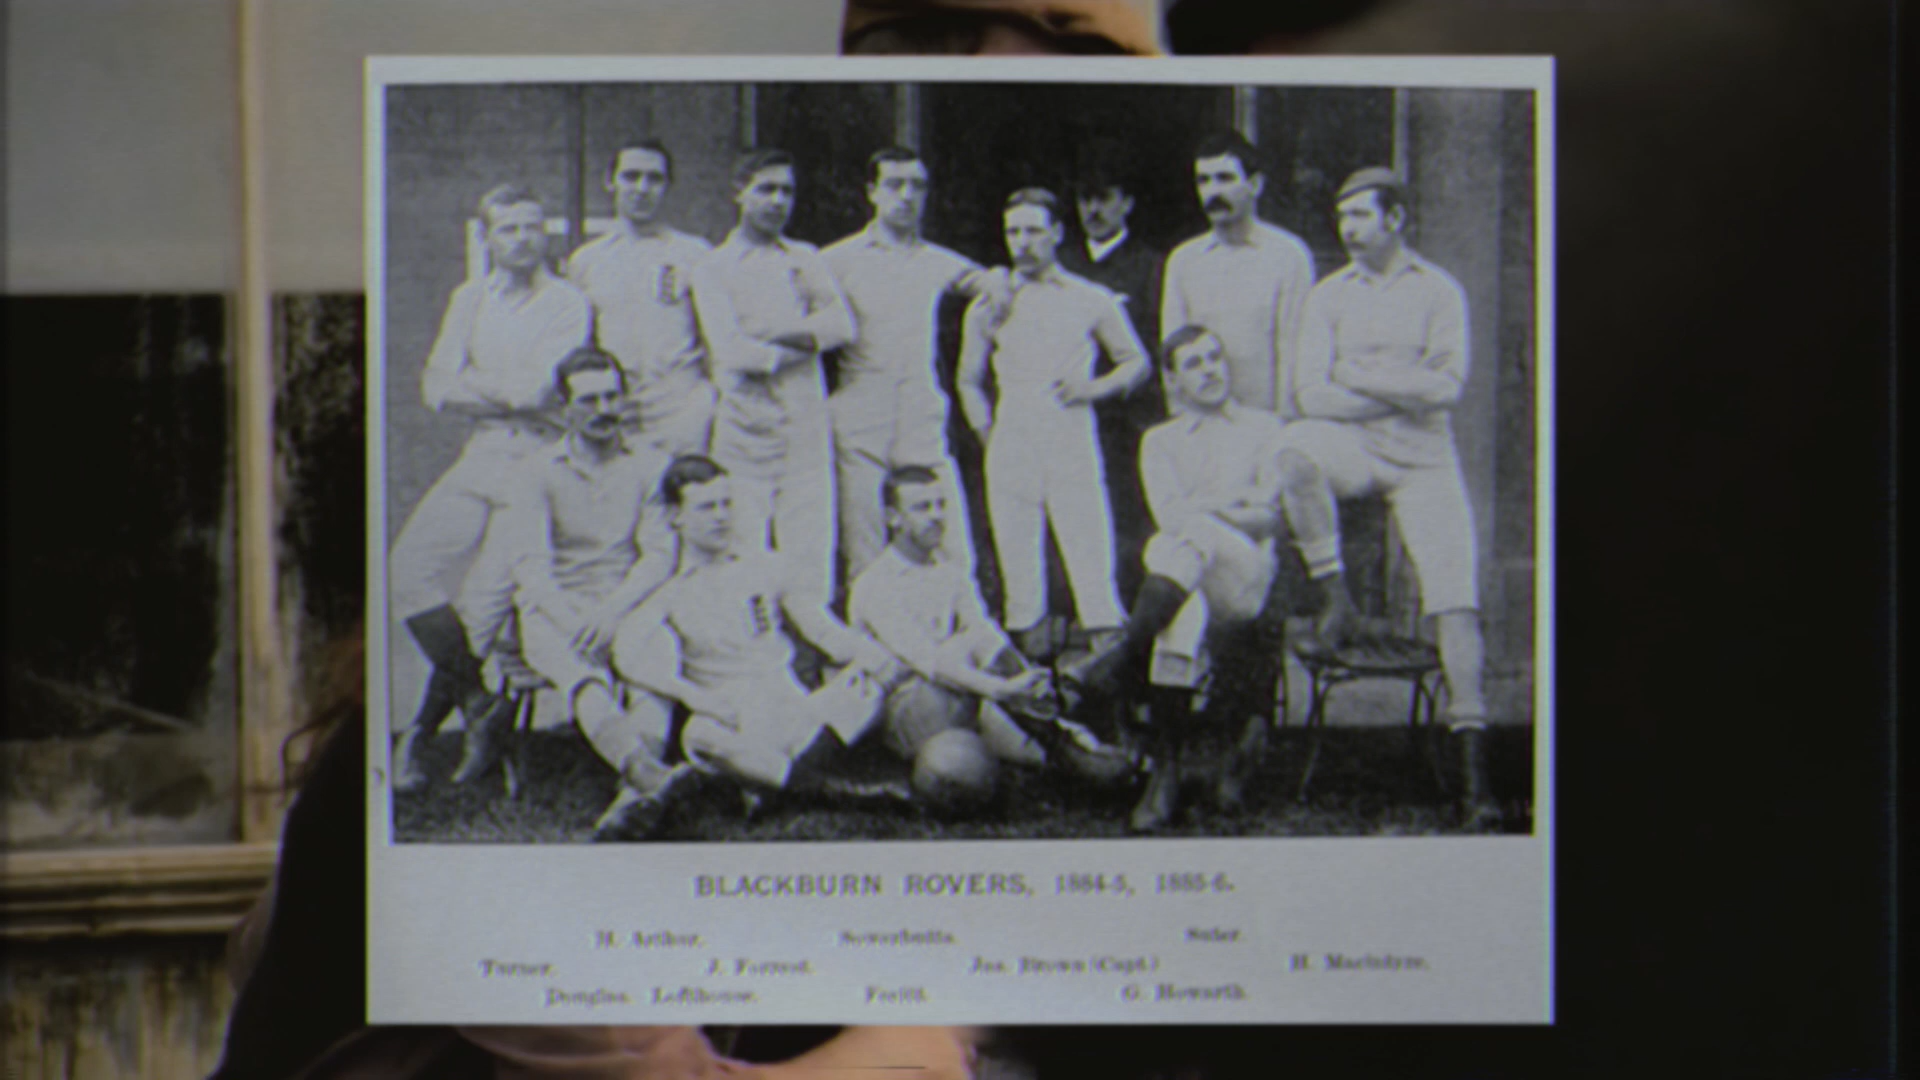 BLACKBURN ROVERS, 1884-5, 1885-6.
H. Arthur. Sowerbutts. Suter.
Turner. J. Forrest. Jas. Brown (Capt.) H. MacIntyre.
Douglas. Lofthouse. Fecitt. G. Howarth.